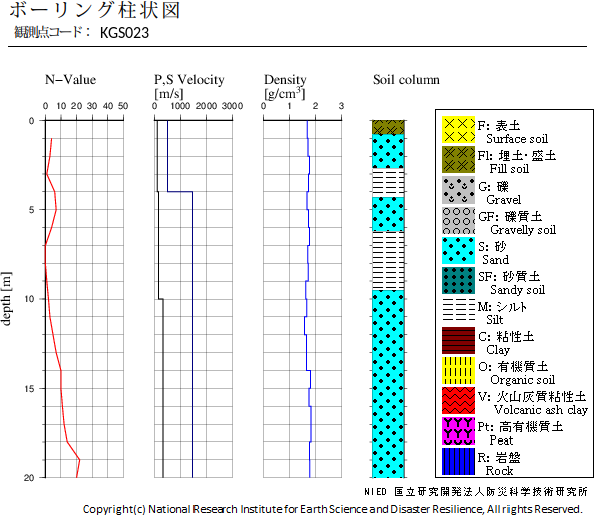 ボーリング柱状図
観測点コード： KGS023
N−Value
P,S Velocity
[m/s]
Density
[g/cm3]
Soil column
0 10 20 30 40 50
0 1000 2000 3000
0 1 2 3
depth [m]
0
5
10
15
20
F: 表土
Surface soil
Fl: 埋土・盛土
Fill soil
G: 礫
Gravel
GF: 礫質土
Gravelly soil
S: 砂
Sand
SF: 砂質土
Sandy soil
M: シルト
Silt
C: 粘性土
Clay
O: 有機質土
Organic soil
V: 火山灰質粘性土
Volcanic ash clay
Pt: 高有機質土
Peat
R: 岩盤
Rock
NIED 国立研究開発法人防災科学技術研究所
Copyright(c) National Research Institute for Earth Science and Disaster Resilience, All rights Reserved.